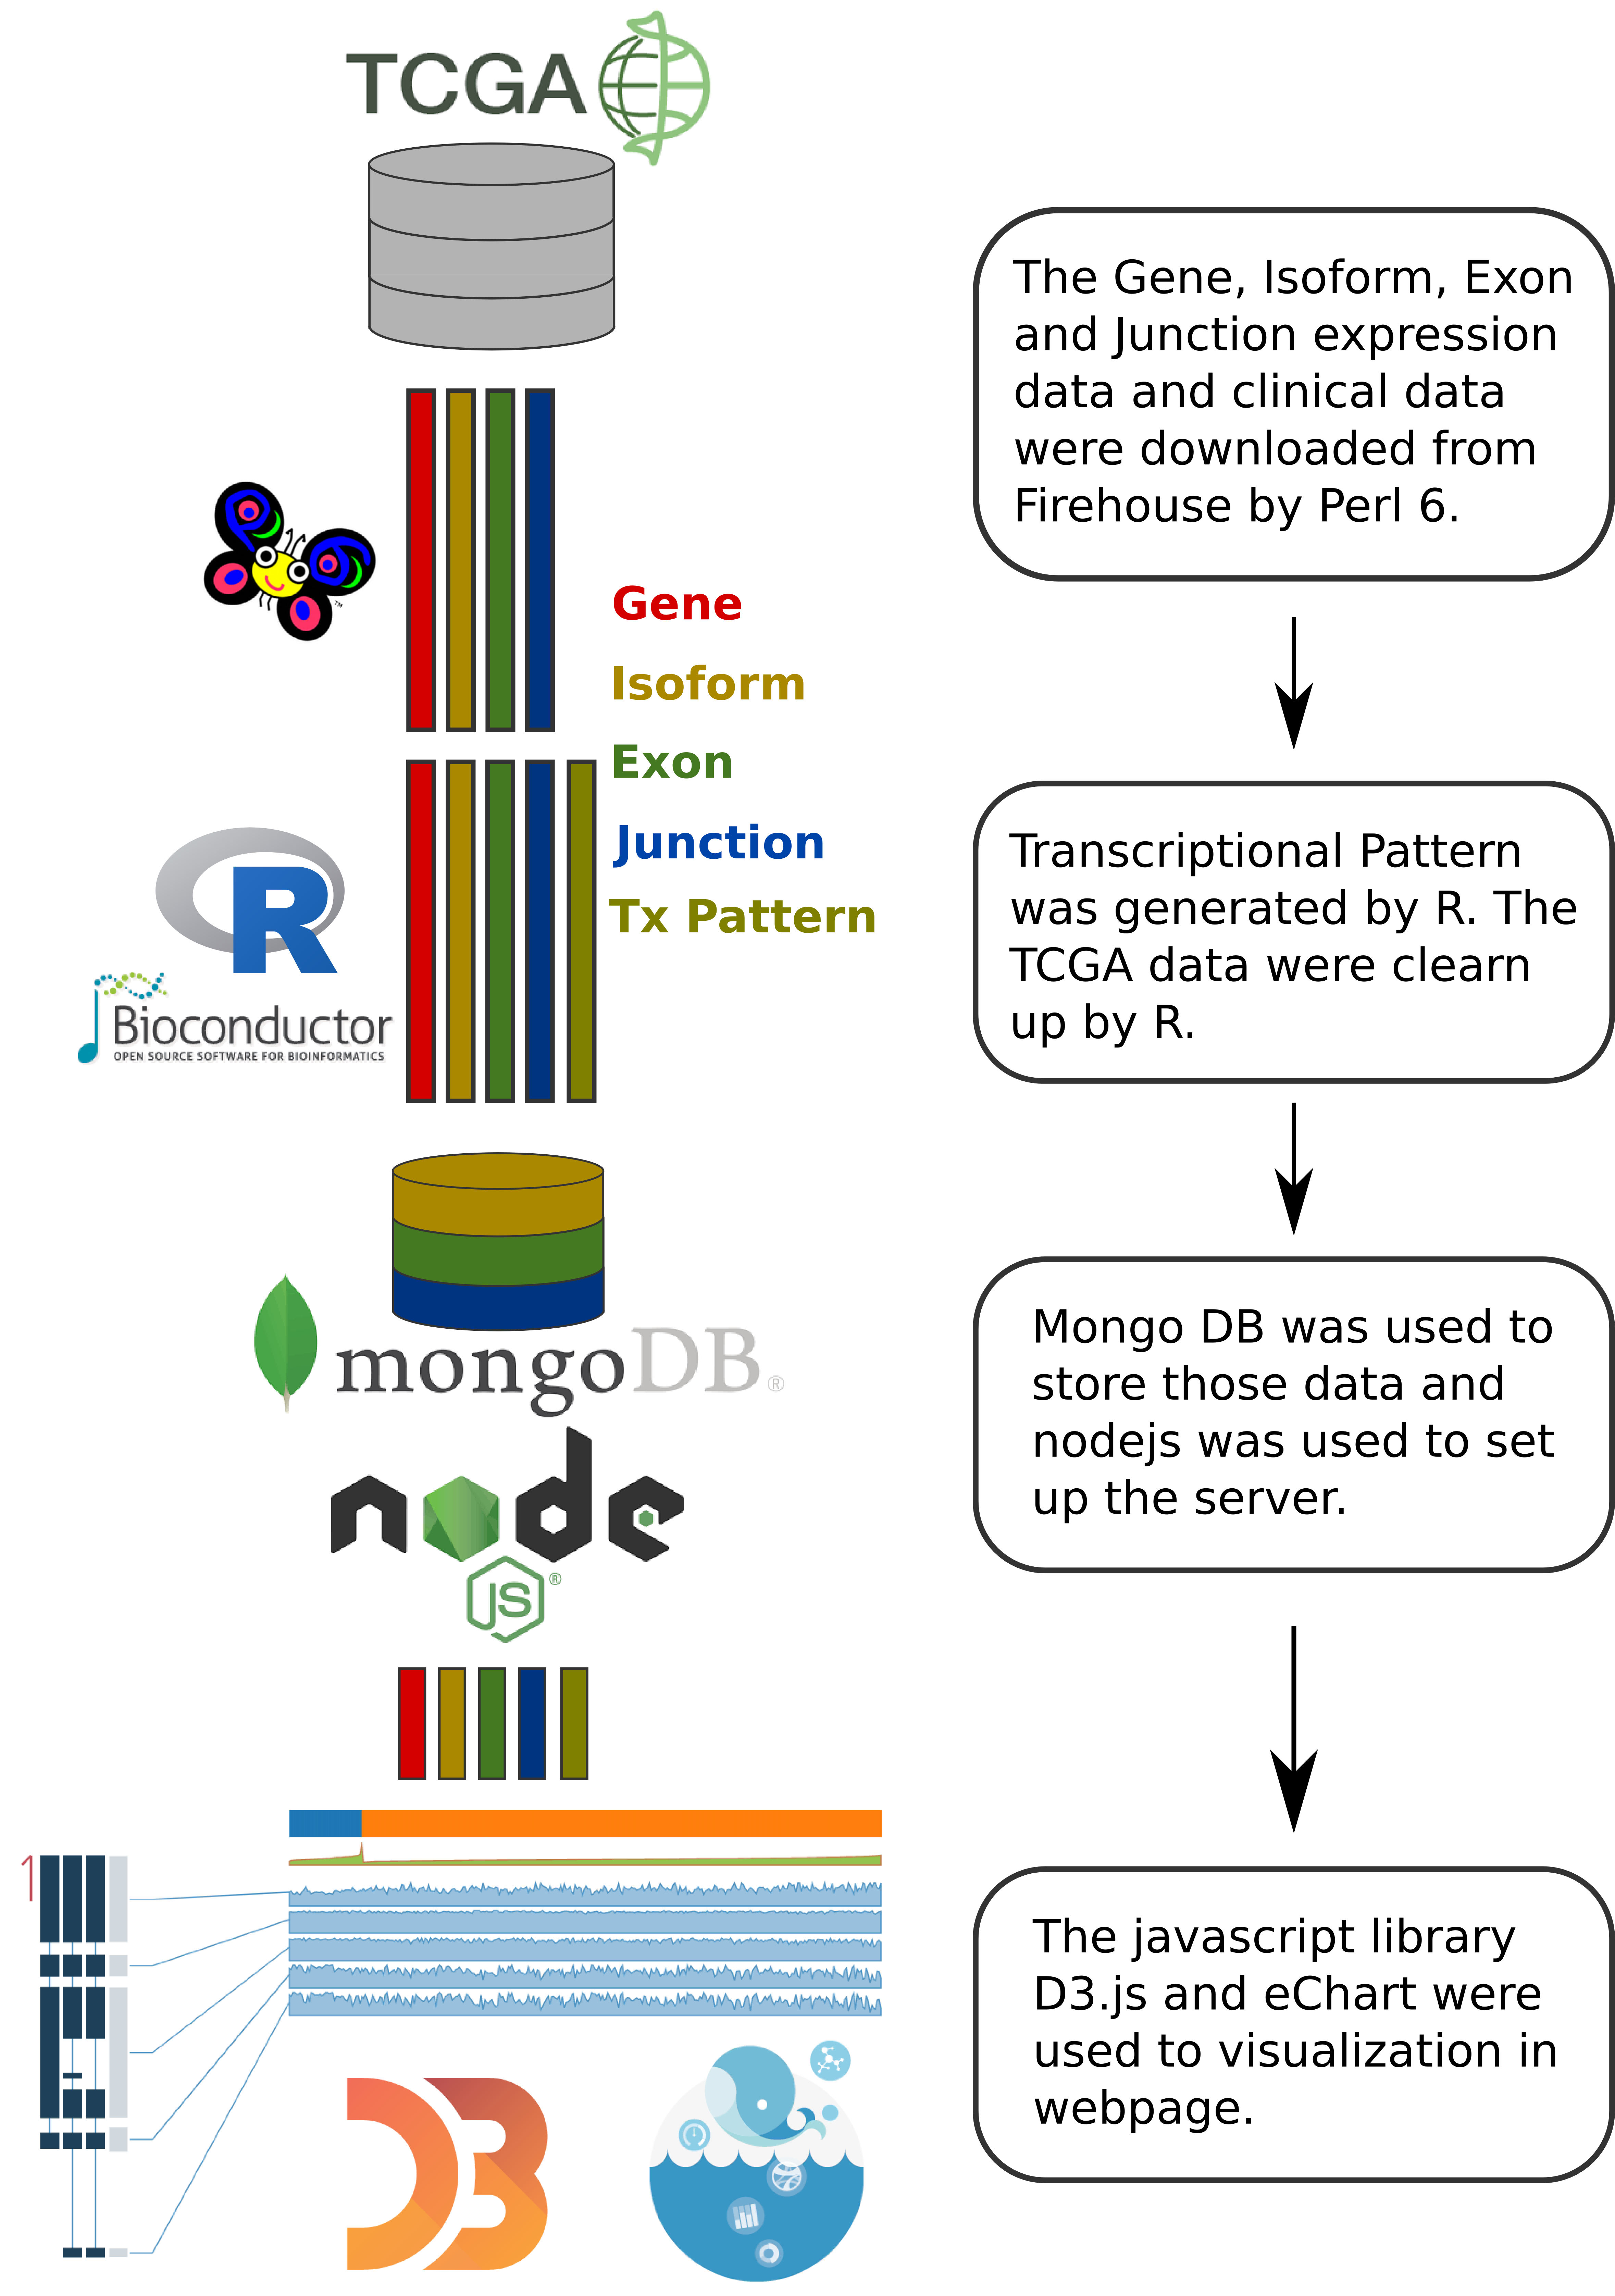 TCGA
The Gene, Isoform, Exon
and Junction expression
data and clinical data
were downloaded from
Firehouse by Perl 6.
™
Gene
Isoform
Exon
Junction
Tx Pattern
R
Bioconductor
OPEN SOURCE SOFTWARE FOR BIOINFORMATICS
Transcriptional Pattern
was generated by R. The
TCGA data were clearn
up by R.
mongoDB®
node
JS®
Mongo DB was used to
store those data and
nodejs was used to set
up the server.
1
D3
The javascript library
D3.js and eChart were
used to visualization in
webpage.